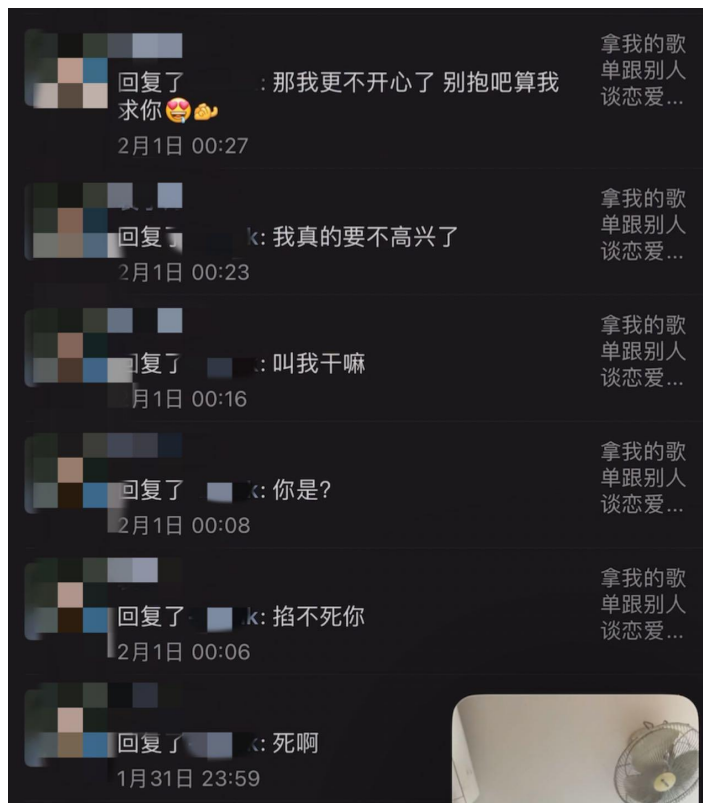 拿我的歌
回复了 : 那我更不开心了 别抱吧算我
单跟别人
求你😍🫴
谈恋爱...
2月1日 00:27
拿我的歌
单跟别人
回复了 k: 我真的要不高兴了
谈恋爱...
2月1日 00:23
拿我的歌
单跟别人
回复了 : 叫我干嘛
谈恋爱...
月1日 00:16
拿我的歌
单跟别人
回复了 k: 你是?
谈恋爱...
2月1日 00:08
拿我的歌
单跟别人
回复了 k: 掐不死你
谈恋爱...
2月1日 00:06
回复了 k: 死啊
1月31日 23:59